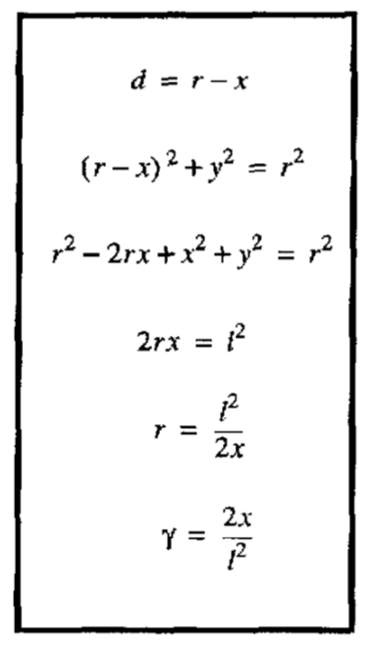 d = r − x
(r − x)² + y² = r²
r² − 2rx + x² + y² = r²
2rx = l²
r = l² / 2x
γ = 2x / l²